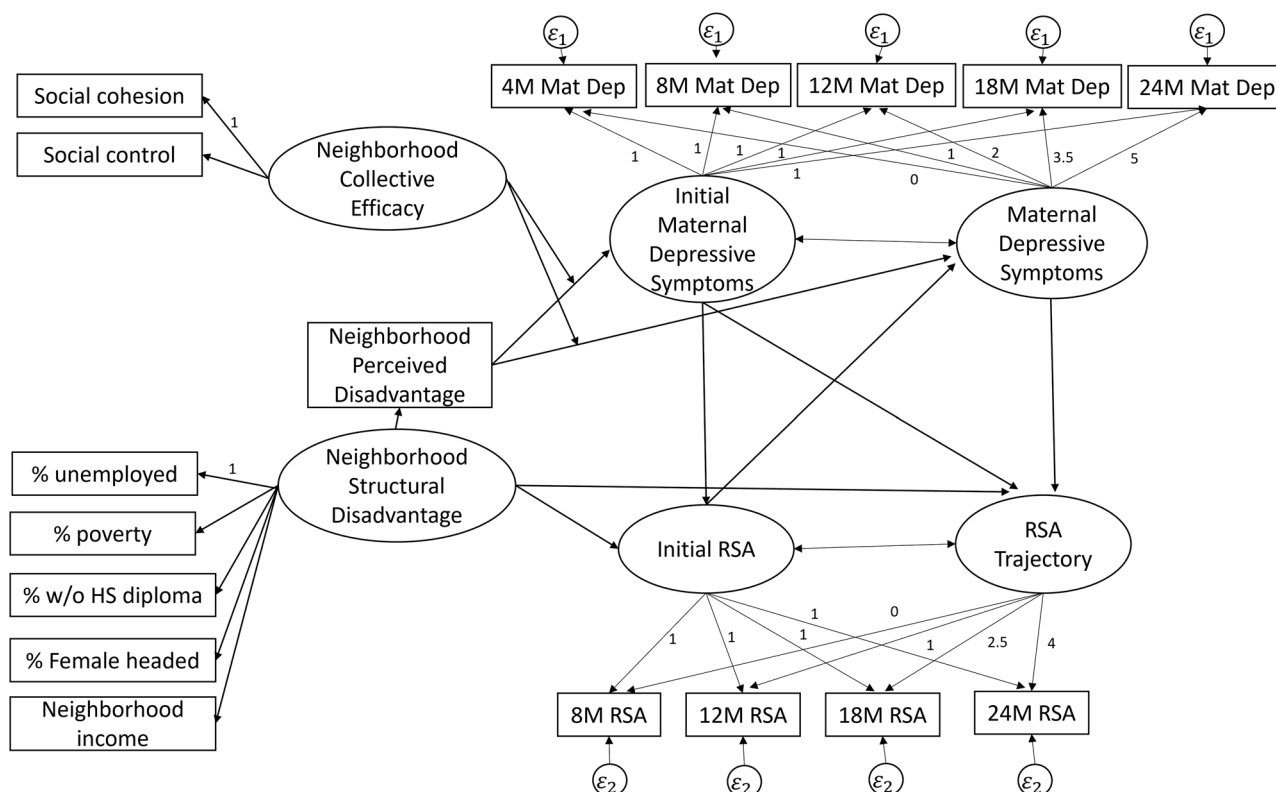 ε1
ε1
ε1
ε1
ε1
4M Mat Dep
8M Mat Dep
12M Mat Dep
18M Mat Dep
24M Mat Dep
Social cohesion
Social control
1
Neighborhood
Collective
Efficacy
1
1
1
1
1
0
1
2
3.5
5
Initial
Maternal
Depressive
Symptoms
Maternal
Depressive
Symptoms
Neighborhood
Perceived
Disadvantage
% unemployed
% poverty
% w/o HS diploma
% Female headed
Neighborhood
income
1
Neighborhood
Structural
Disadvantage
Initial RSA
RSA
Trajectory
1
1
1
1
0
1
2.5
4
8M RSA
12M RSA
18M RSA
24M RSA
ε2
ε2
ε2
ε2